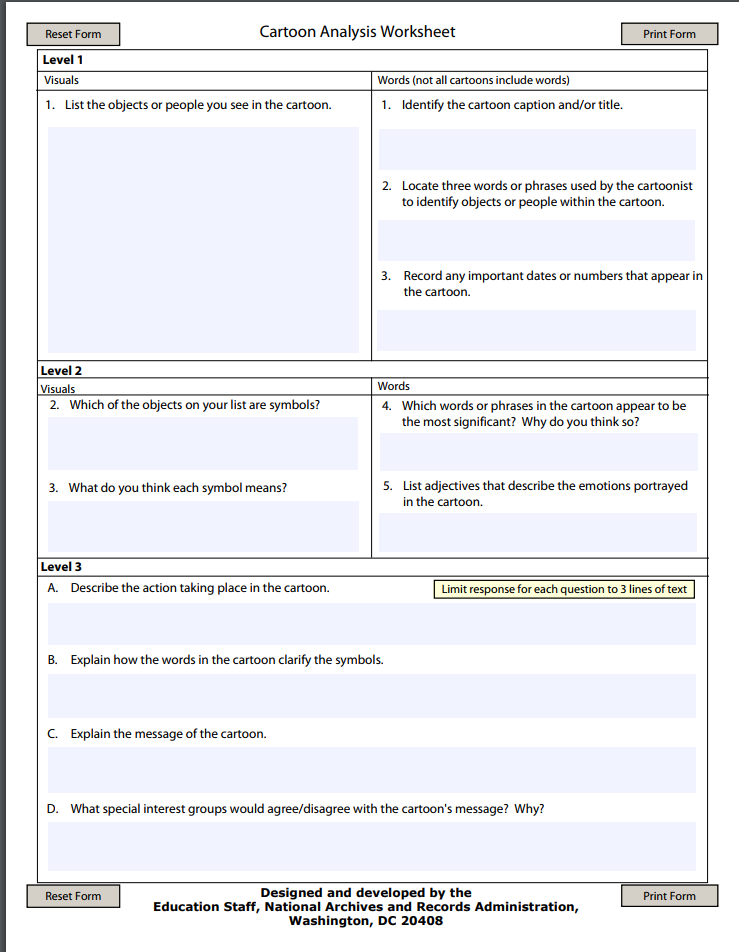 Reset Form
Cartoon Analysis Worksheet
Print Form
Level 1
Visuals
1. List the objects or people you see in the cartoon.
Words (not all cartoons include words)
1. Identify the cartoon caption and/or title.
2. Locate three words or phrases used by the cartoonist
to identify objects or people within the cartoon.
3. Record any important dates or numbers that appear in
the cartoon.
Level 2
Visuals
2. Which of the objects on your list are symbols?
3. What do you think each symbol means?
Words
4. Which words or phrases in the cartoon appear to be
the most significant? Why do you think so?
5. List adjectives that describe the emotions portrayed
in the cartoon.
Level 3
A. Describe the action taking place in the cartoon.
Limit response for each question to 3 lines of text
B. Explain how the words in the cartoon clarify the symbols.
C. Explain the message of the cartoon.
D. What special interest groups would agree/disagree with the cartoon's message? Why?
Reset Form
Designed and developed by the
Education Staff, National Archives and Records Administration,
Washington, DC 20408
Print Form